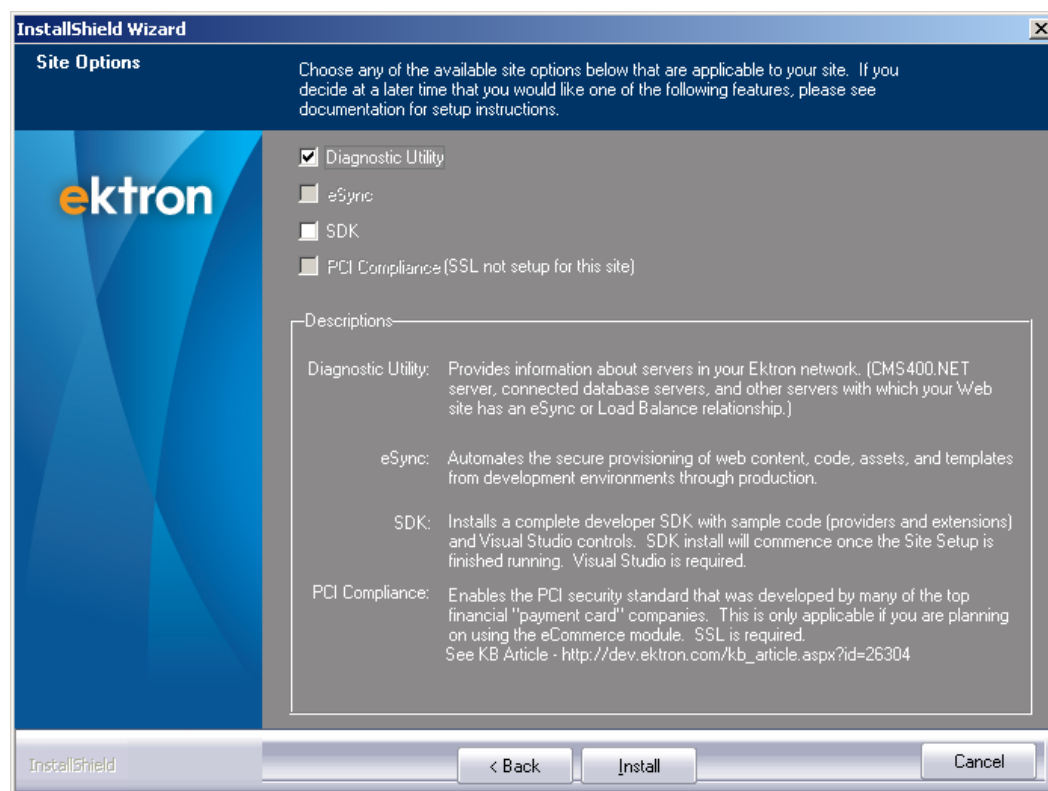 InstallShield Wizard
Site Options
Choose any of the available site options below that are applicable to your site. If you
decide at a later time that you would like one of the following features, please see
documentation for setup instructions.
ektron
Diagnostic Utility
eSync
SDK
PCI Compliance (SSL not setup for this site)
Descriptions
Diagnostic Utility: Provides information about servers in your Ektron network. (CMS400.NET
server, connected database servers, and other servers with which your Web
site has an eSync or Load Balance relationship.)
eSync: Automates the secure provisioning of web content, code, assets, and templates
from development environments through production.
SDK: Installs a complete developer SDK with sample code (providers and extensions)
and Visual Studio controls. SDK install will commence once the Site Setup is
finished running. Visual Studio is required.
PCI Compliance: Enables the PCI security standard that was developed by many of the top
financial "payment card" companies. This is only applicable if you are planning
on using the eCommerce module. SSL is required.
See KB Article - http://dev.ektron.com/kb_article.aspx?id=26304
InstallShield
< Back
Install
Cancel